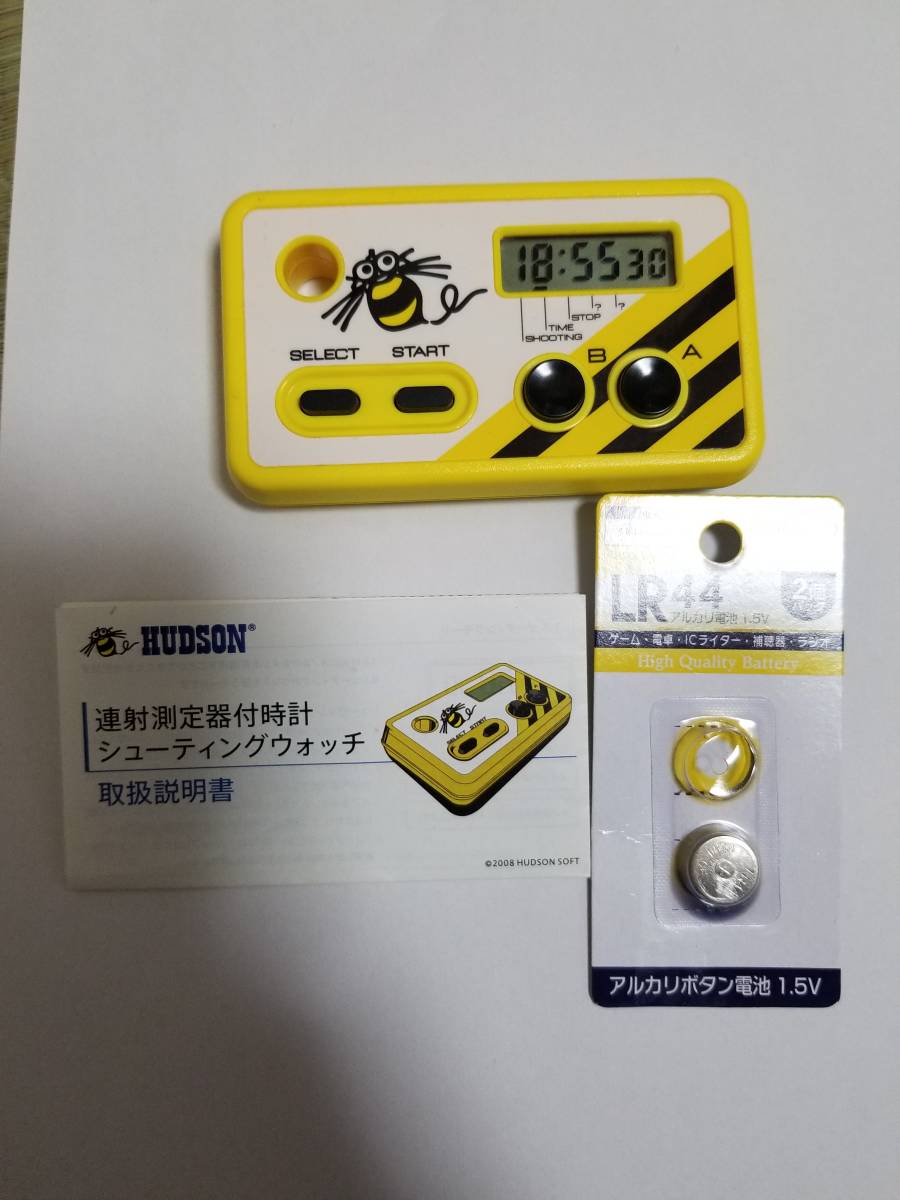 18:55 30
? ?
STOP
TIME
SHOOTING
SELECT START
B A
HUDSON®
連射測定器付時計
シューティングウォッチ
取扱説明書
SELECT START
©2008 HUDSON SOFT
LR44
アルカリ電池 1.5V
2個
ゲーム・電卓・ICライター・補聴器・ラジオ
High Quality Battery
アルカリボタン電池 1.5V